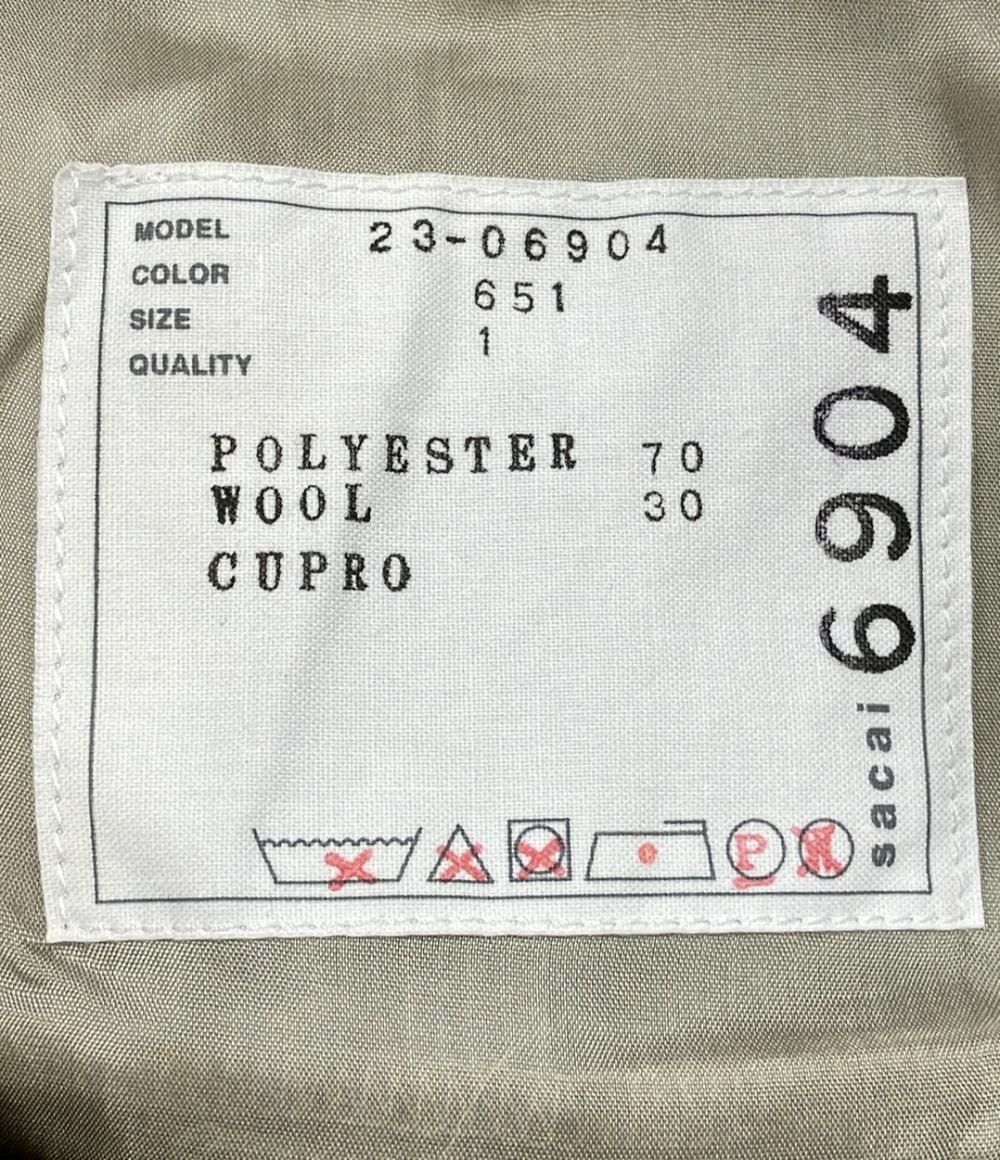 MODEL 23-06904
COLOR 651
SIZE 1
QUALITY
POLYESTER 70
WOOL 30
CUPRO
P
W
sacai 6904